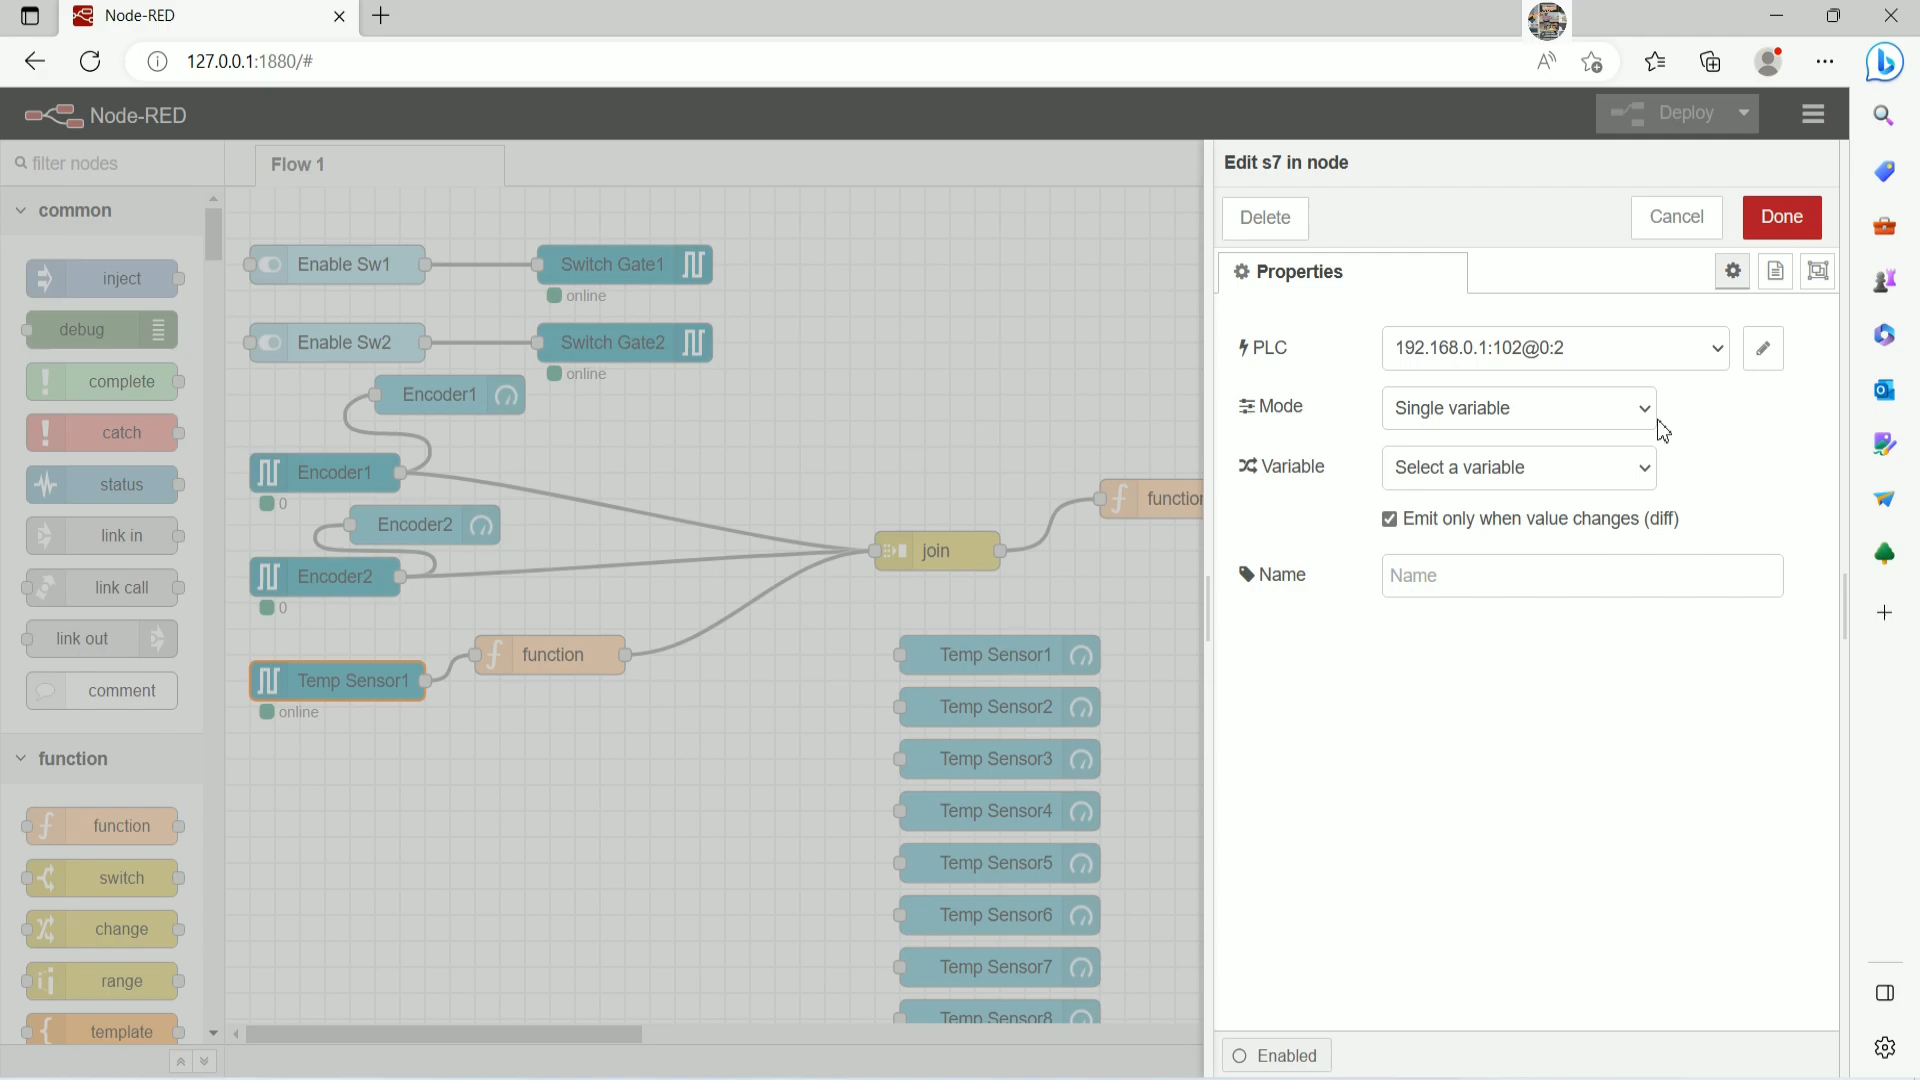 Node-RED
127.0.0.1:1880/#
Node-RED
Deploy
filter nodes
common
inject
debug
complete
catch
status
link in
link call
link out
comment
function
function
switch
change
range
template
Flow 1
Enable Sw1
Switch Gate1
online
Enable Sw2
Switch Gate2
online
Encoder1
Encoder1
0
Encoder2
Encoder2
0
join
function
Temp Sensor1
online
Temp Sensor1
Temp Sensor2
Temp Sensor3
Temp Sensor4
Temp Sensor5
Temp Sensor6
Temp Sensor7
Temp Sensor8
Edit s7 in node
Delete
Cancel
Done
Properties
PLC
192.168.0.1:102@0:2
Mode
Single variable
Variable
Select a variable
Emit only when value changes (diff)
Name
Name
Enabled